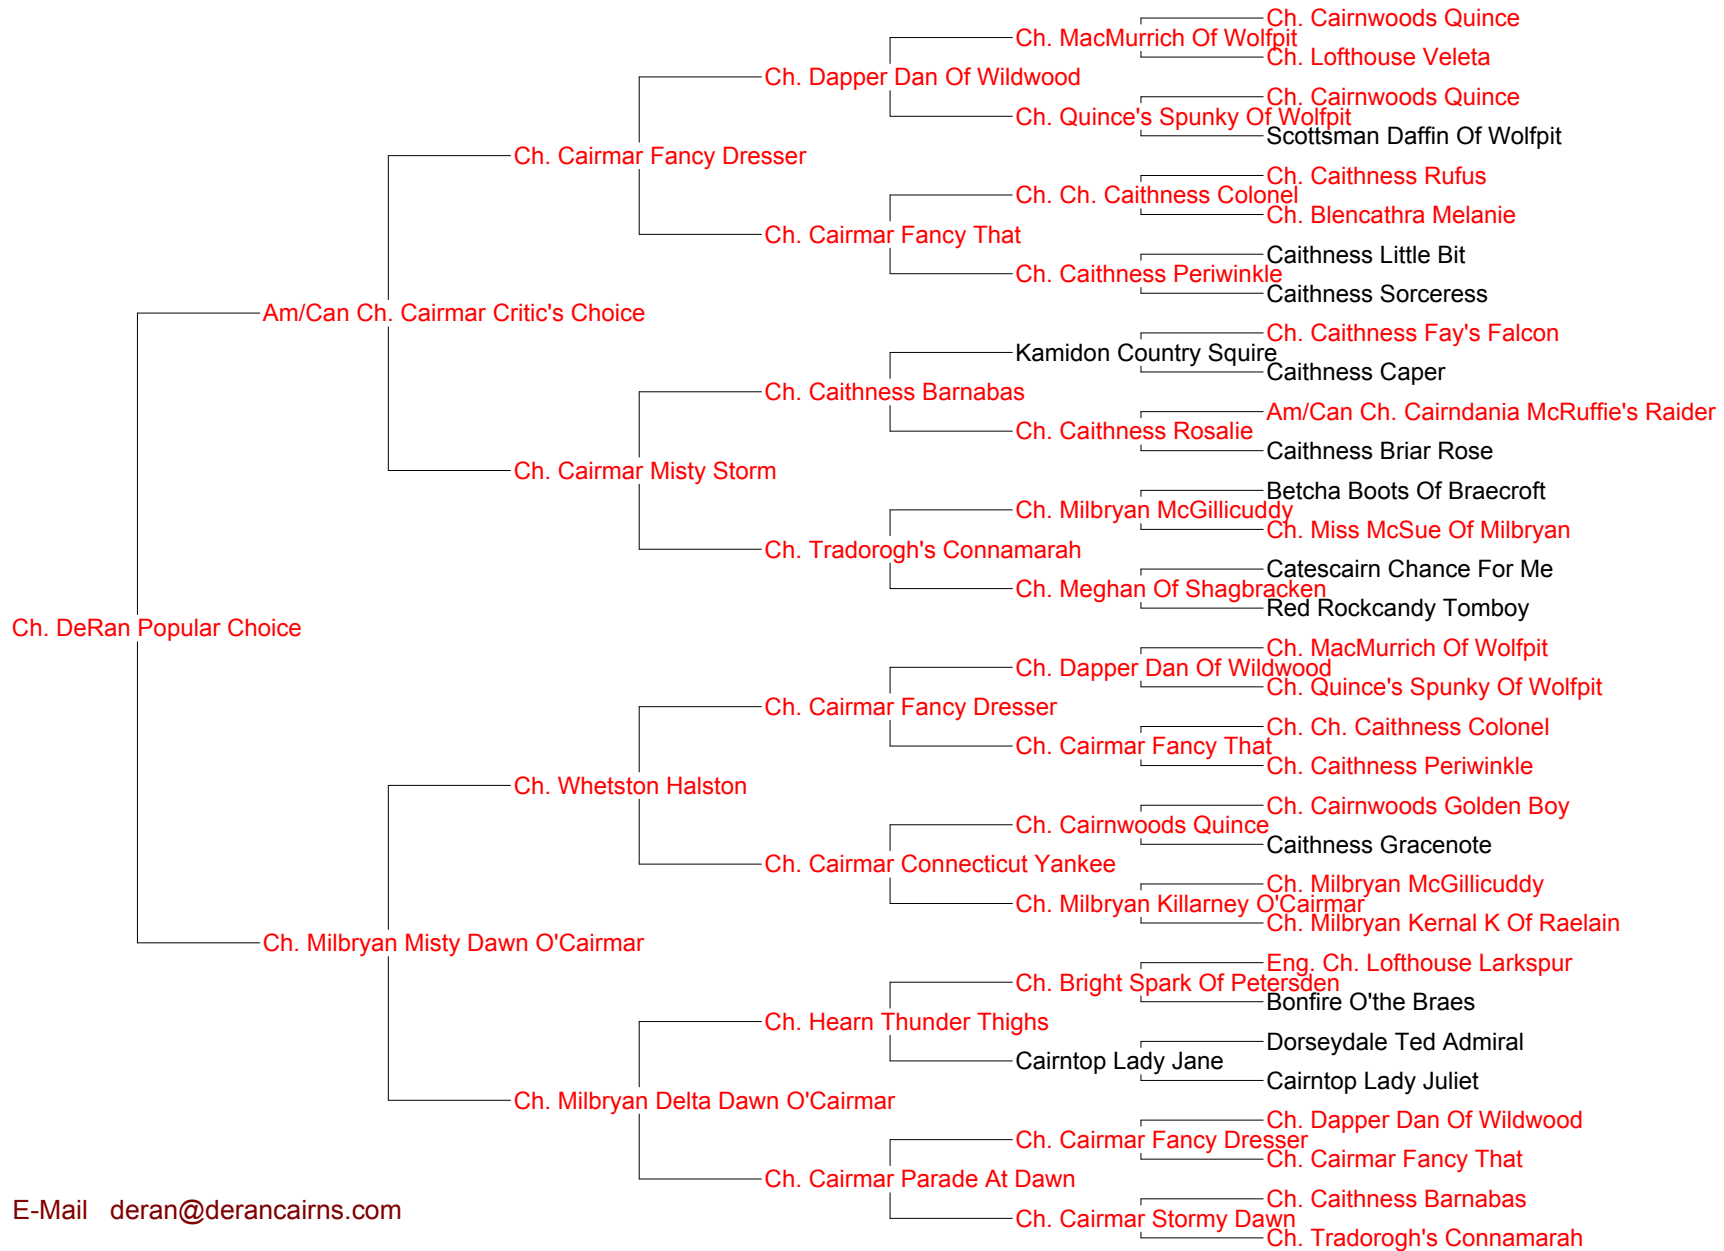 Ch. Cairnwoods Quince
Ch. MacMurrich Of Wolfpit
Ch. Lofthouse Veleta
Ch. Dapper Dan Of Wildwood
Ch. Cairnwoods Quince
Ch. Quince's Spunky Of Wolfpit
Scottsman Daffin Of Wolfpit
Ch. Cairmar Fancy Dresser
Ch. Caithness Rufus
Ch. Ch. Caithness Colonel
Ch. Blencathra Melanie
Ch. Cairmar Fancy That
Caithness Little Bit
Ch. Caithness Periwinkle
Caithness Sorceress
Am/Can Ch. Cairmar Critic's Choice
Ch. Caithness Fay's Falcon
Kamidon Country Squire
Caithness Caper
Ch. Caithness Barnabas
Am/Can Ch. Cairndania McRuffie's Raider
Ch. Caithness Rosalie
Caithness Briar Rose
Ch. Cairmar Misty Storm
Betcha Boots Of Braecroft
Ch. Milbryan McGillicuddy
Ch. Miss McSue Of Milbryan
Ch. Tradorogh's Connamarah
Catescairn Chance For Me
Ch. Meghan Of Shagbracken
Red Rockcandy Tomboy
Ch. DeRan Popular Choice
Ch. MacMurrich Of Wolfpit
Ch. Dapper Dan Of Wildwood
Ch. Quince's Spunky Of Wolfpit
Ch. Cairmar Fancy Dresser
Ch. Ch. Caithness Colonel
Ch. Cairmar Fancy That
Ch. Caithness Periwinkle
Ch. Whetston Halston
Ch. Cairnwoods Golden Boy
Ch. Cairnwoods Quince
Caithness Gracenote
Ch. Cairmar Connecticut Yankee
Ch. Milbryan McGillicuddy
Ch. Milbryan Killarney O'Cairmar
Ch. Milbryan Kernal K Of Raelain
Ch. Milbryan Misty Dawn O'Cairmar
Eng. Ch. Lofthouse Larkspur
Ch. Bright Spark Of Petersden
Bonfire O'the Braes
Ch. Hearn Thunder Thighs
Dorseydale Ted Admiral
Cairntop Lady Jane
Cairntop Lady Juliet
Ch. Milbryan Delta Dawn O'Cairmar
Ch. Dapper Dan Of Wildwood
Ch. Cairmar Fancy Dresser
Ch. Cairmar Fancy That
Ch. Cairmar Parade At Dawn
Ch. Caithness Barnabas
Ch. Cairmar Stormy Dawn
Ch. Tradorogh's Connamarah
E-Mail deran@derancairns.com